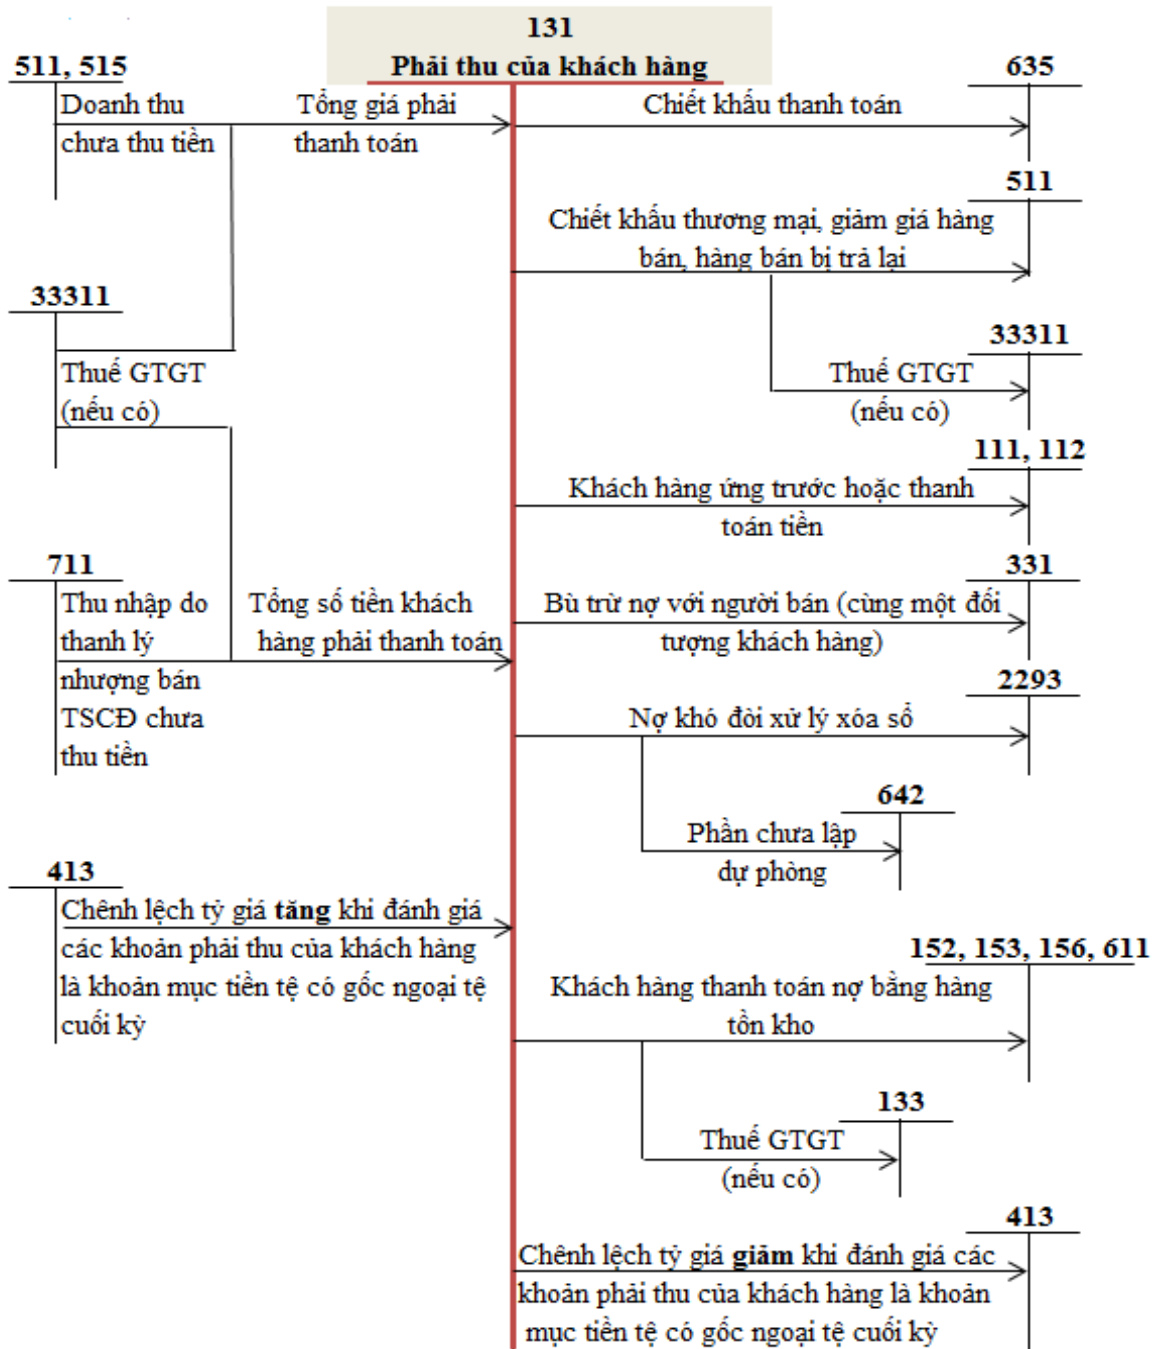 131
Phải thu của khách hàng
511, 515
Doanh thu
chưa thu tiền
Tổng giá phải
thanh toán
33311
Thuế GTGT
(nếu có)
711
Thu nhập do
thanh lý
nhượng bán
TSCĐ chưa
thu tiền
Tổng số tiền khách
hàng phải thanh toán
413
Chênh lệch tỷ giá tăng khi đánh giá
các khoản phải thu của khách hàng
là khoản mục tiền tệ có gốc ngoại tệ
cuối kỳ
635
Chiết khấu thanh toán
511
Chiết khấu thương mại, giảm giá hàng
bán, hàng bán bị trả lại
33311
Thuế GTGT
(nếu có)
111, 112
Khách hàng ứng trước hoặc thanh
toán tiền
331
Bù trừ nợ với người bán (cùng một đối
tượng khách hàng)
2293
Nợ khó đòi xử lý xóa sổ
642
Phần chưa lập
dự phòng
152, 153, 156, 611
Khách hàng thanh toán nợ bằng hàng
tồn kho
133
Thuế GTGT
(nếu có)
413
Chênh lệch tỷ giá giảm khi đánh giá các
khoản phải thu của khách hàng là khoản
mục tiền tệ có gốc ngoại tệ cuối kỳ